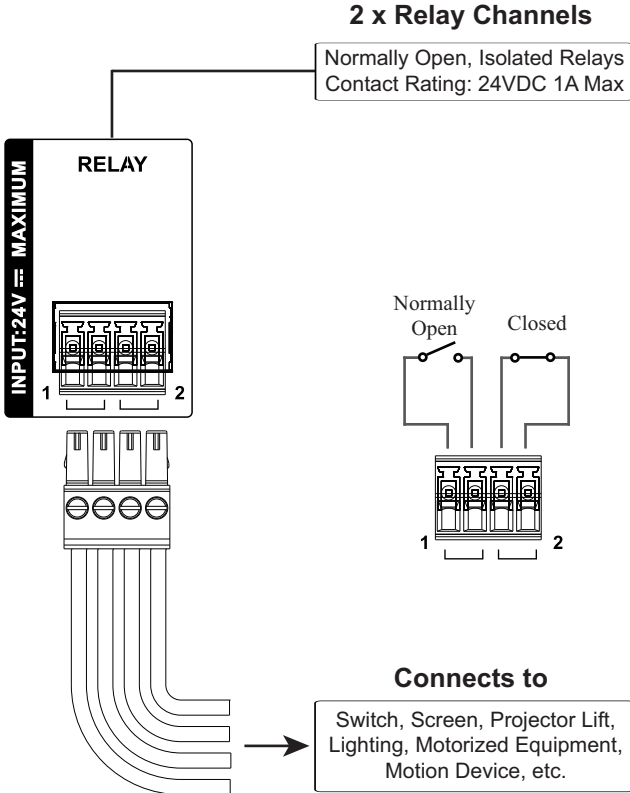 2 x Relay Channels
Normally Open, Isolated Relays
Contact Rating: 24VDC 1A Max
RELAY
INPUT:24V ⎓ MAXIMUM
1 2
Normally
Open
Closed
1 2
Connects to
Switch, Screen, Projector Lift,
Lighting, Motorized Equipment,
Motion Device, etc.